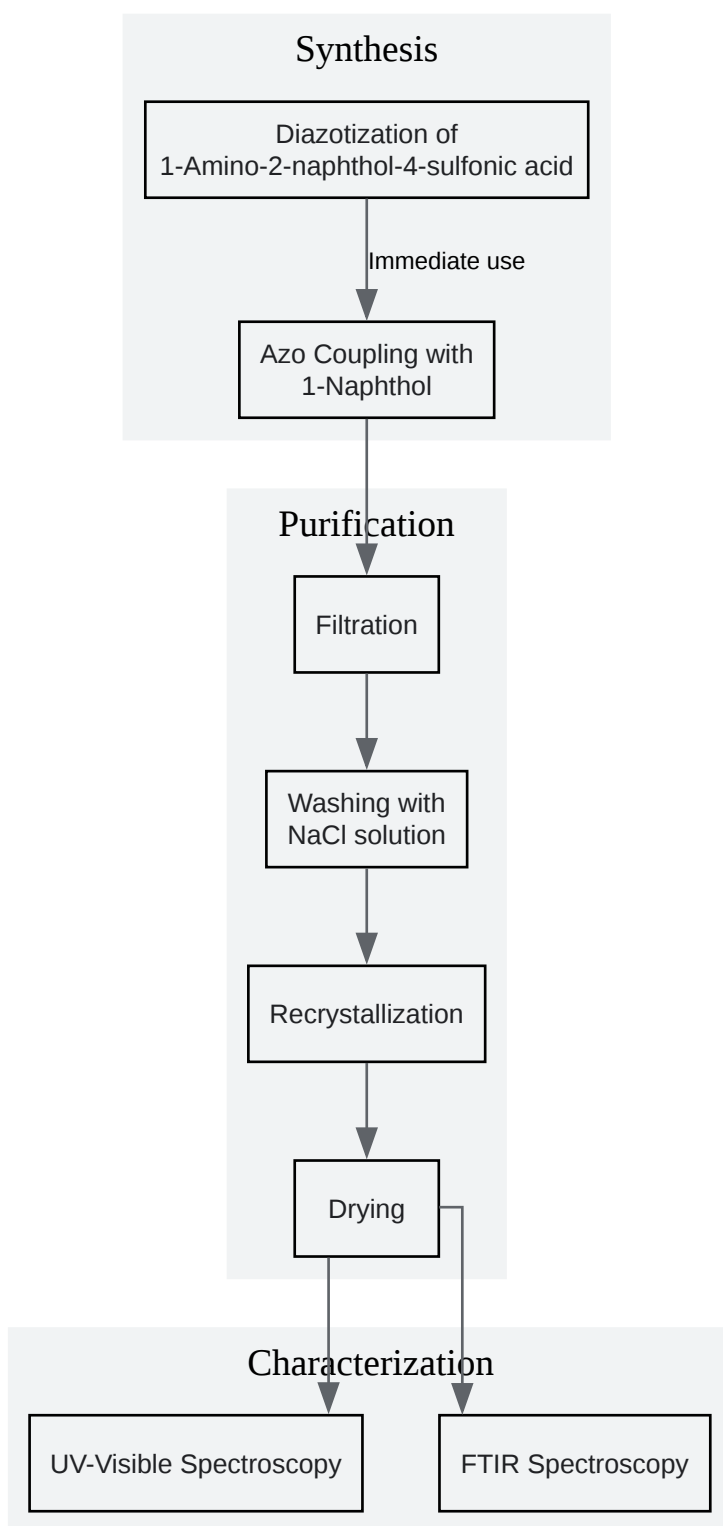 Synthesis
Diazotization of
1-Amino-2-naphthol-4-sulfonic acid
Immediate use
Azo Coupling with
1-Naphthol
Purification
Filtration
Washing with
NaCl solution
Recrystallization
Drying
Characterization
UV-Visible Spectroscopy
FTIR Spectroscopy